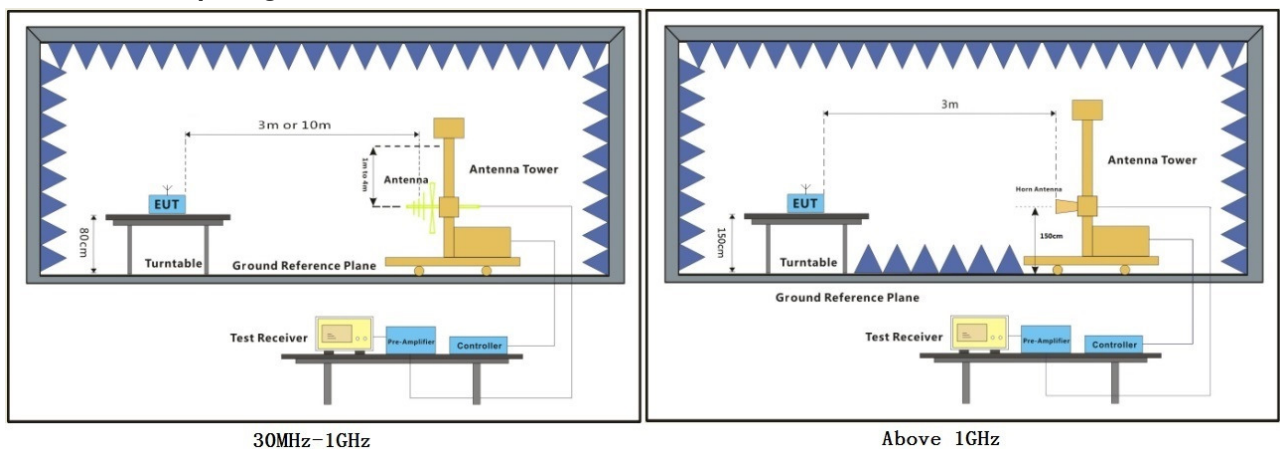 3m or 10m
1m to 4m
Antenna
Antenna Tower
EUT
80cm
Turntable
Ground Reference Plane
Test Receiver
Pre-Amplifier
Controller
30MHz-1GHz
3m
Antenna Tower
Horn Antenna
EUT
150cm
150cm
Turntable
Ground Reference Plane
Test Receiver
Pre-Amplifier
Controller
Above 1GHz